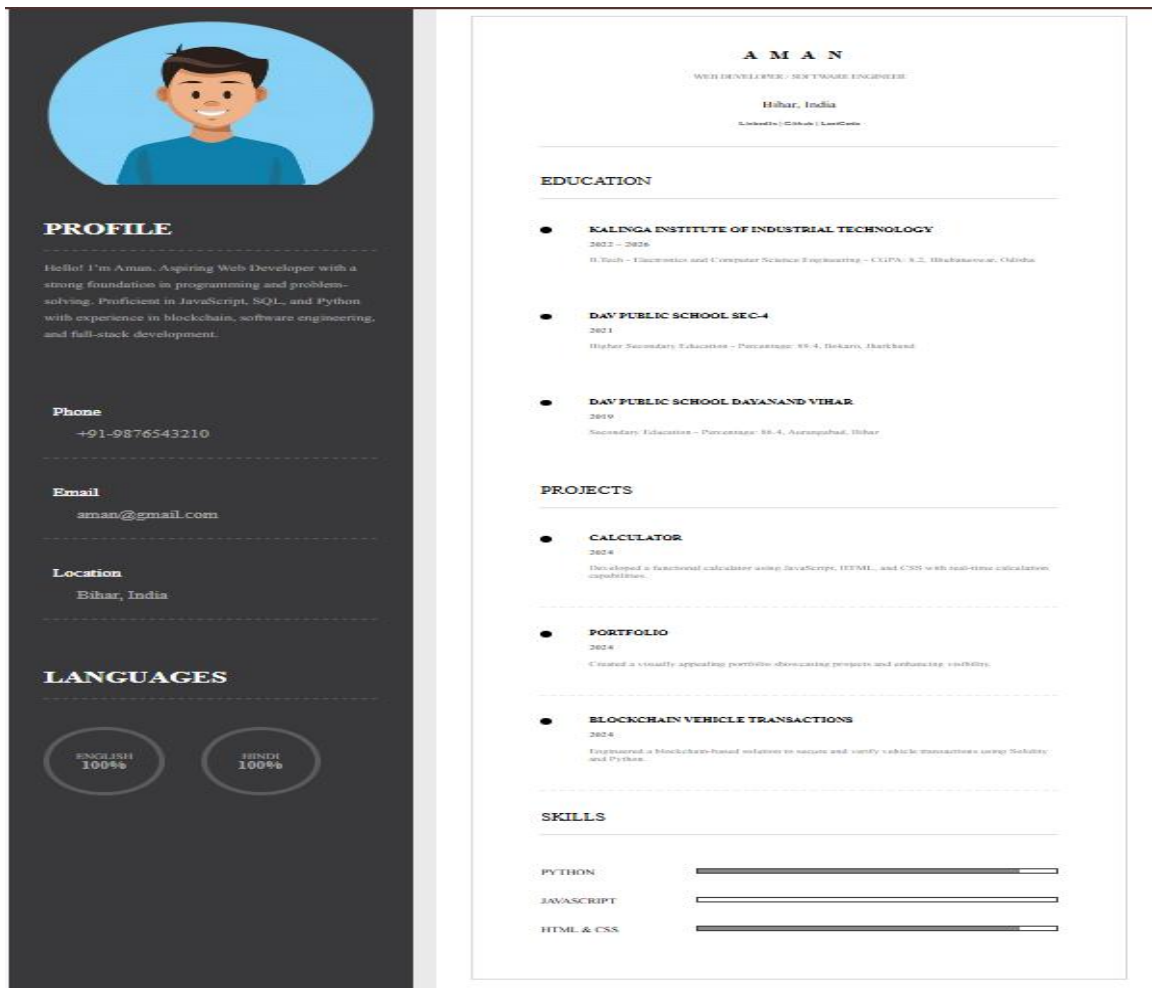 PROFILE
Hello! I'm Aman. Aspiring Web Developer with a
strong foundation in programming and problem-
solving. Proficient in JavaScript, SQL, and Python
with experience in blockchain, software engineering,
and full-stack development.
Phone
+91-9876543210
Email
aman@gmail.com
Location
Bihar, India
LANGUAGES
ENGLISH
100%
HINDI
100%
A M A N
WEB DEVELOPER / SOFTWARE ENGINEER
Bihar, India
LinkedIn | Github | LeetCode
EDUCATION
KALINGA INSTITUTE OF INDUSTRIAL TECHNOLOGY
2022 – 2026
B.Tech - Electronics and Computer Science Engineering - CGPA: 8.2, Bhubaneswar, Odisha
DAV PUBLIC SCHOOL SEC-4
2021
Higher Secondary Education - Percentage: 89.4, Bokaro, Jharkhand
DAV PUBLIC SCHOOL DAYANAND VIHAR
2019
Secondary Education - Percentage: 86.4, Aurangabad, Bihar
PROJECTS
CALCULATOR
2024
Developed a functional calculator using JavaScript, HTML, and CSS with real-time calculation
capabilities.
PORTFOLIO
2024
Created a visually appealing portfolio showcasing projects and enhancing visibility.
BLOCKCHAIN VEHICLE TRANSACTIONS
2024
Engineered a blockchain-based solution to secure and verify vehicle transactions using Solidity
and Python.
SKILLS
PYTHON
JAVASCRIPT
HTML & CSS